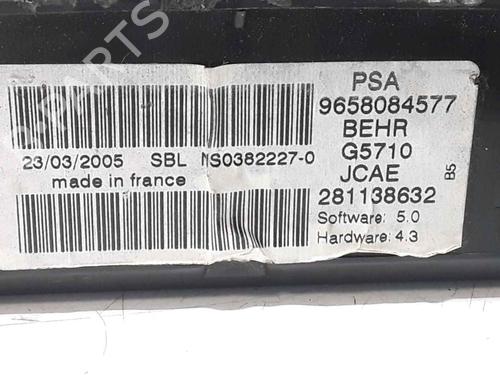 PSA
9658084577
BEHR
G5710
JCAE
B5
281138632
Software: 5.0
Hardware: 4.3
23/03/2005 SBL NS0382227-0
made in france